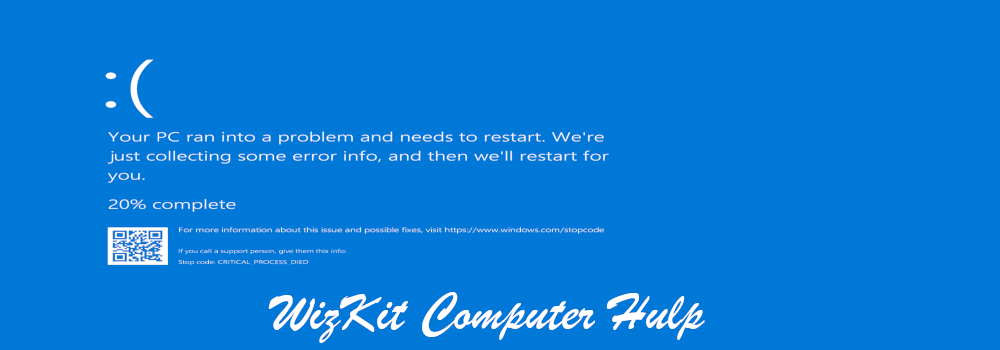 :(
Your PC ran into a problem and needs to restart. We're
just collecting some error info, and then we'll restart for
you.
20% complete
For more information about this issue and possible fixes, visit https://www.windows.com/stopcode
If you call a support person, give them this info:
Stop code: CRITICAL_PROCESS_DIED
WizKit Computer Hulp